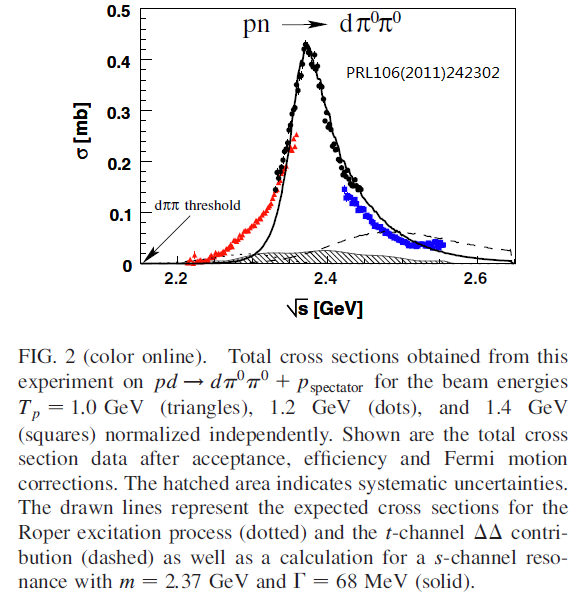 pn → dπ⁰π⁰
PRL106(2011)242302
0.5
0.4
0.3
0.2
0.1
0
σ [mb]
dππ threshold
2.2
2.4
2.6
√s [GeV]
FIG. 2 (color online). Total cross sections obtained from this
experiment on pd → dπ⁰π⁰ + p_spectator for the beam energies
T_p = 1.0 GeV (triangles), 1.2 GeV (dots), and 1.4 GeV
(squares) normalized independently. Shown are the total cross
section data after acceptance, efficiency and Fermi motion
corrections. The hatched area indicates systematic uncertainties.
The drawn lines represent the expected cross sections for the
Roper excitation process (dotted) and the t-channel ΔΔ contri-
bution (dashed) as well as a calculation for a s-channel reso-
nance with m = 2.37 GeV and Γ = 68 MeV (solid).